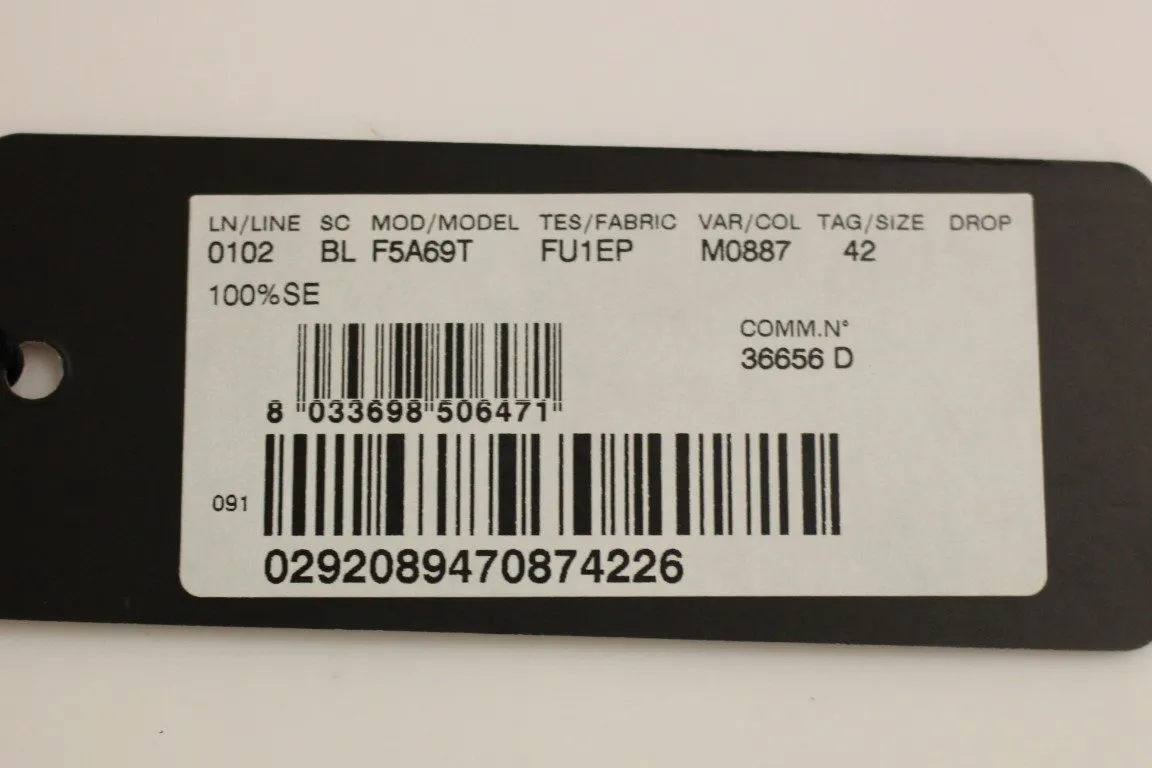 LN/LINE SC MOD/MODEL TES/FABRIC VAR/COL TAG/SIZE DROP
0102 BL F5A69T FU1EP M0887 42
100%SE
COMM.N°
36656 D
8 033698 506471
091
0292089470874226